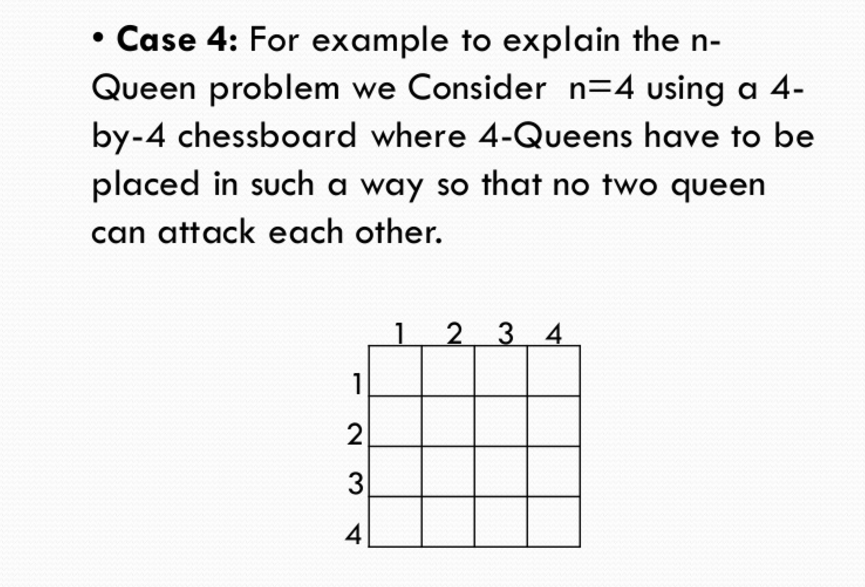 • Case 4: For example to explain the n-
Queen problem we Consider n=4 using a 4-
by-4 chessboard where 4-Queens have to be
placed in such a way so that no two queen
can attack each other.
1 2 3 4
1
2
3
4